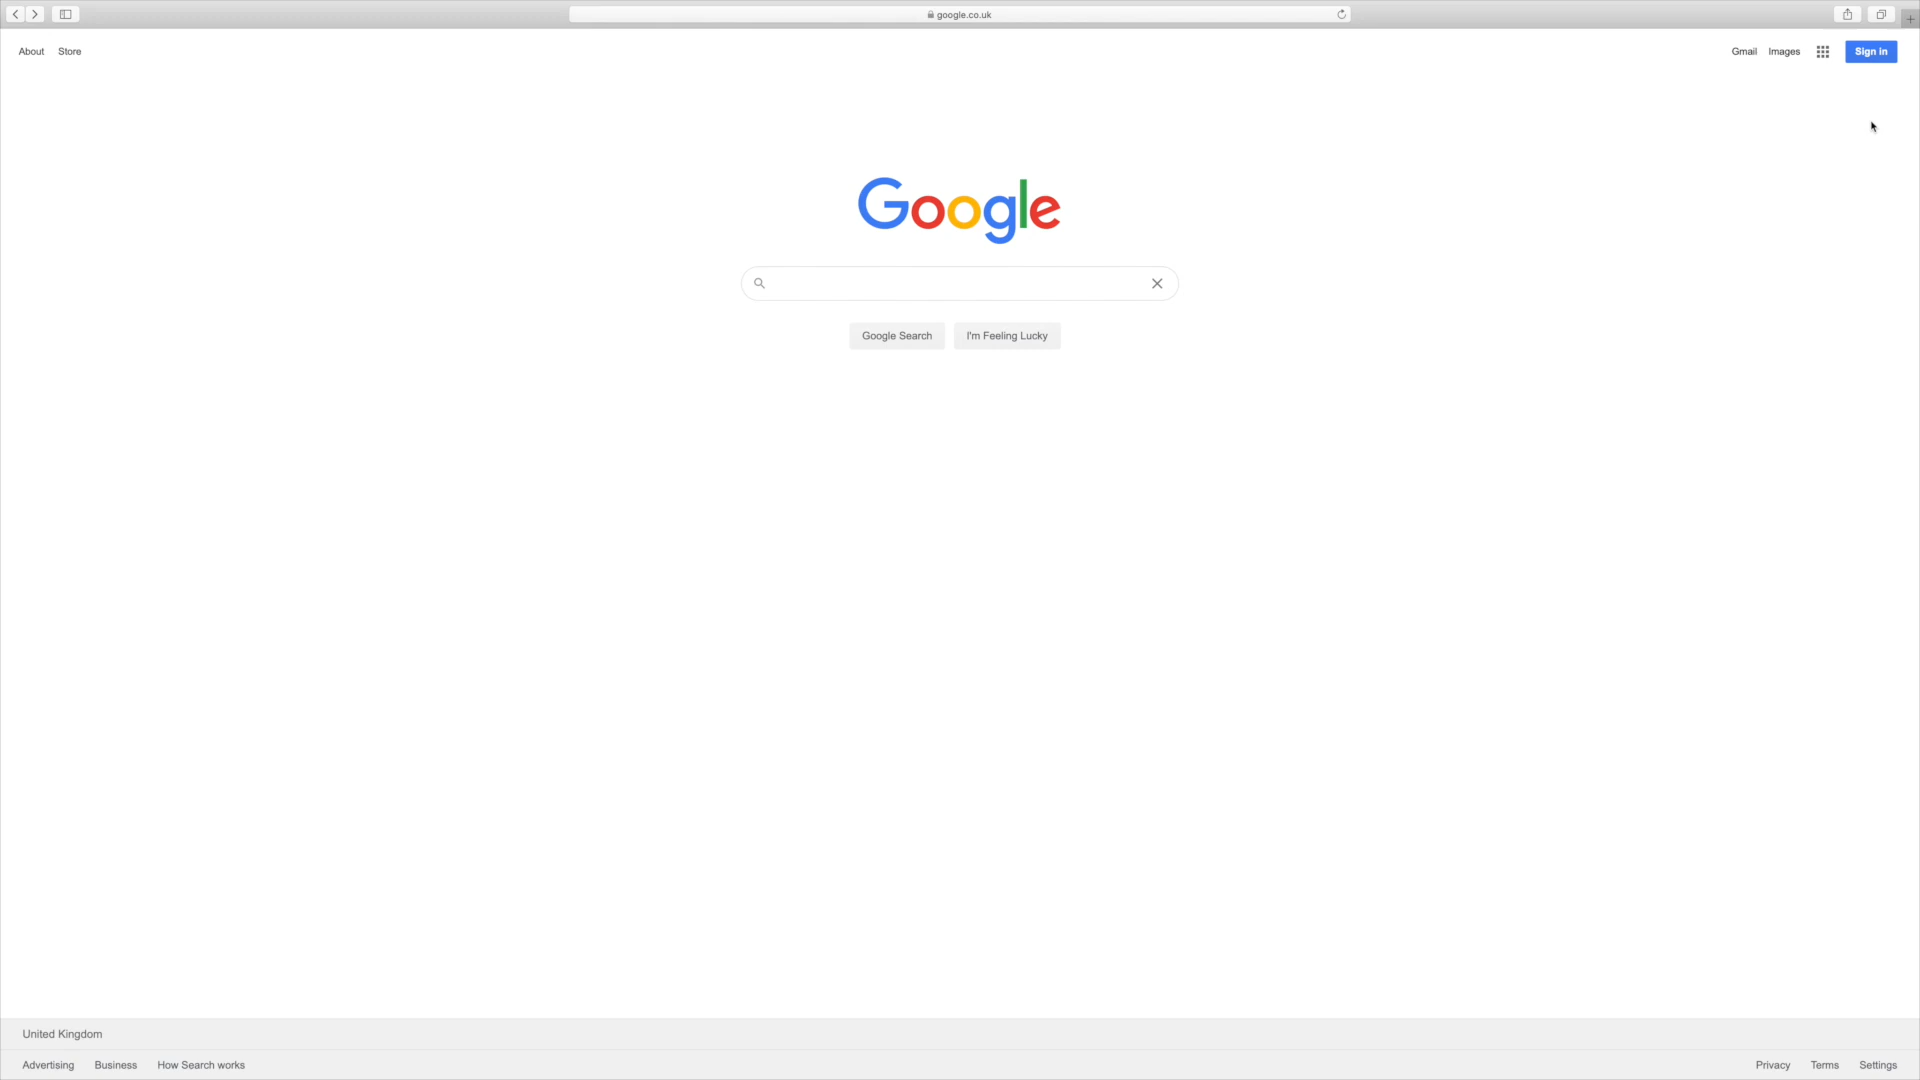 google.co.uk
About Store
Gmail Images Sign in
Google
Google Search I'm Feeling Lucky
United Kingdom
Advertising Business How Search works
Privacy Terms Settings